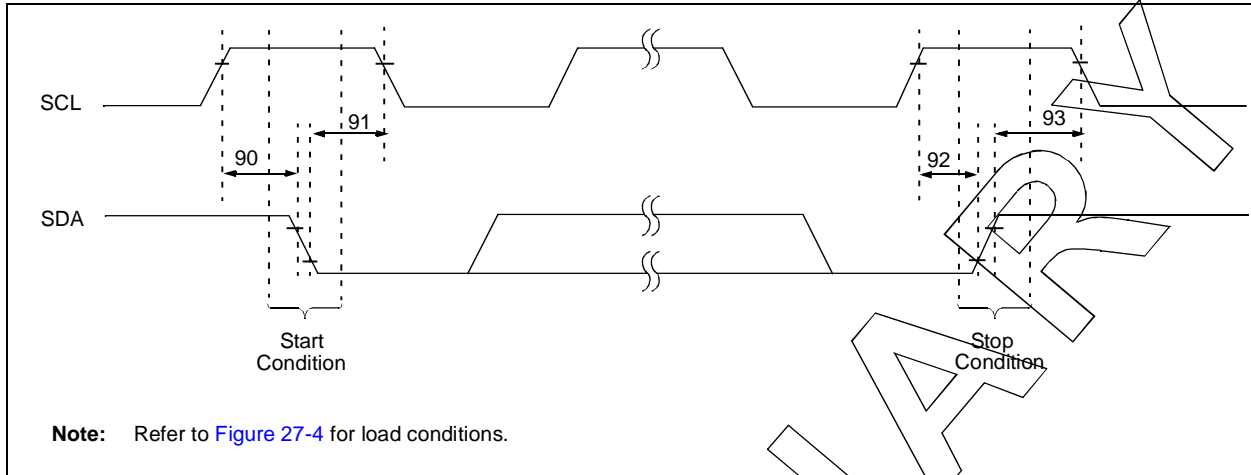 SCL
91
93
90
92
SDA
Start
Condition
Stop
Condition
Note: Refer to Figure 27-4 for load conditions.
ARY